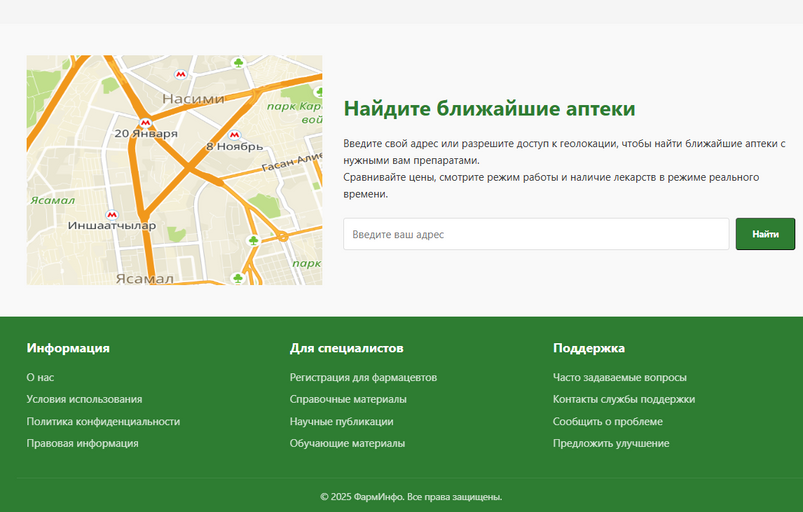 Насими
парк Кара
вой
20 Января
8 Ноябрь
Гасан Алие
Ясамал
Иншаатчылар
парк
Ясамал
Найдите ближайшие аптеки
Введите свой адрес или разрешите доступ к геолокации, чтобы найти ближайшие аптеки с
нужными вам препаратами.
Сравнивайте цены, смотрите режим работы и наличие лекарств в режиме реального
времени.
Введите ваш адрес
Найти
Информация
О нас
Условия использования
Политика конфиденциальности
Правовая информация
Для специалистов
Регистрация для фармацевтов
Справочные материалы
Научные публикации
Обучающие материалы
Поддержка
Часто задаваемые вопросы
Контакты службы поддержки
Сообщить о проблеме
Предложить улучшение
© 2025 ФармИнфо. Все права защищены.